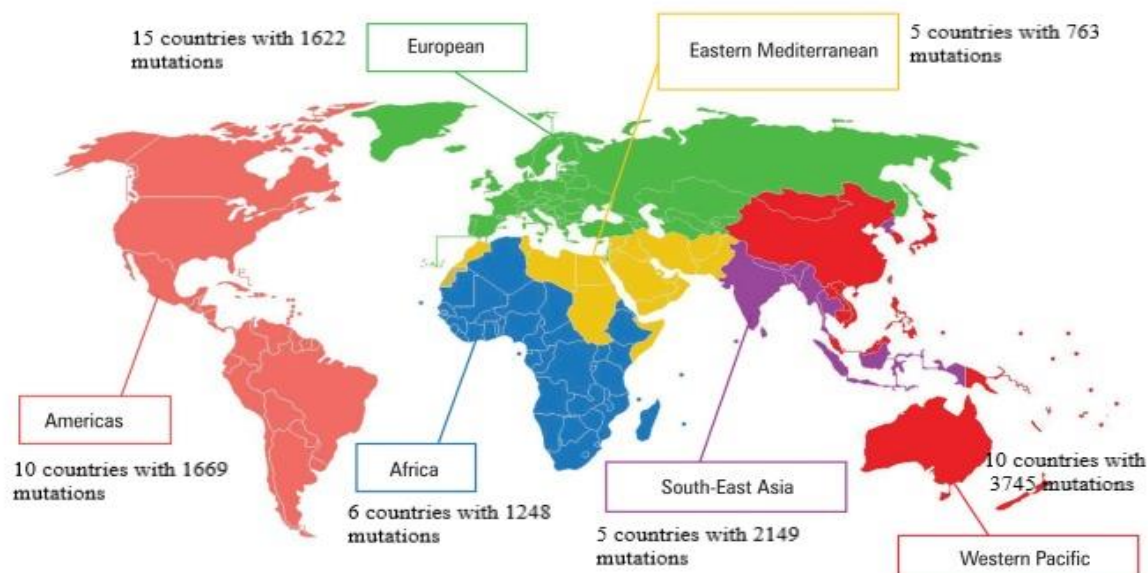 15 countries with 1622
mutations
European
Eastern Mediterranean
5 countries with 763
mutations
Americas
10 countries with 1669
mutations
Africa
6 countries with 1248
mutations
South-East Asia
5 countries with 2149
mutations
10 countries with
3745 mutations
Western Pacific